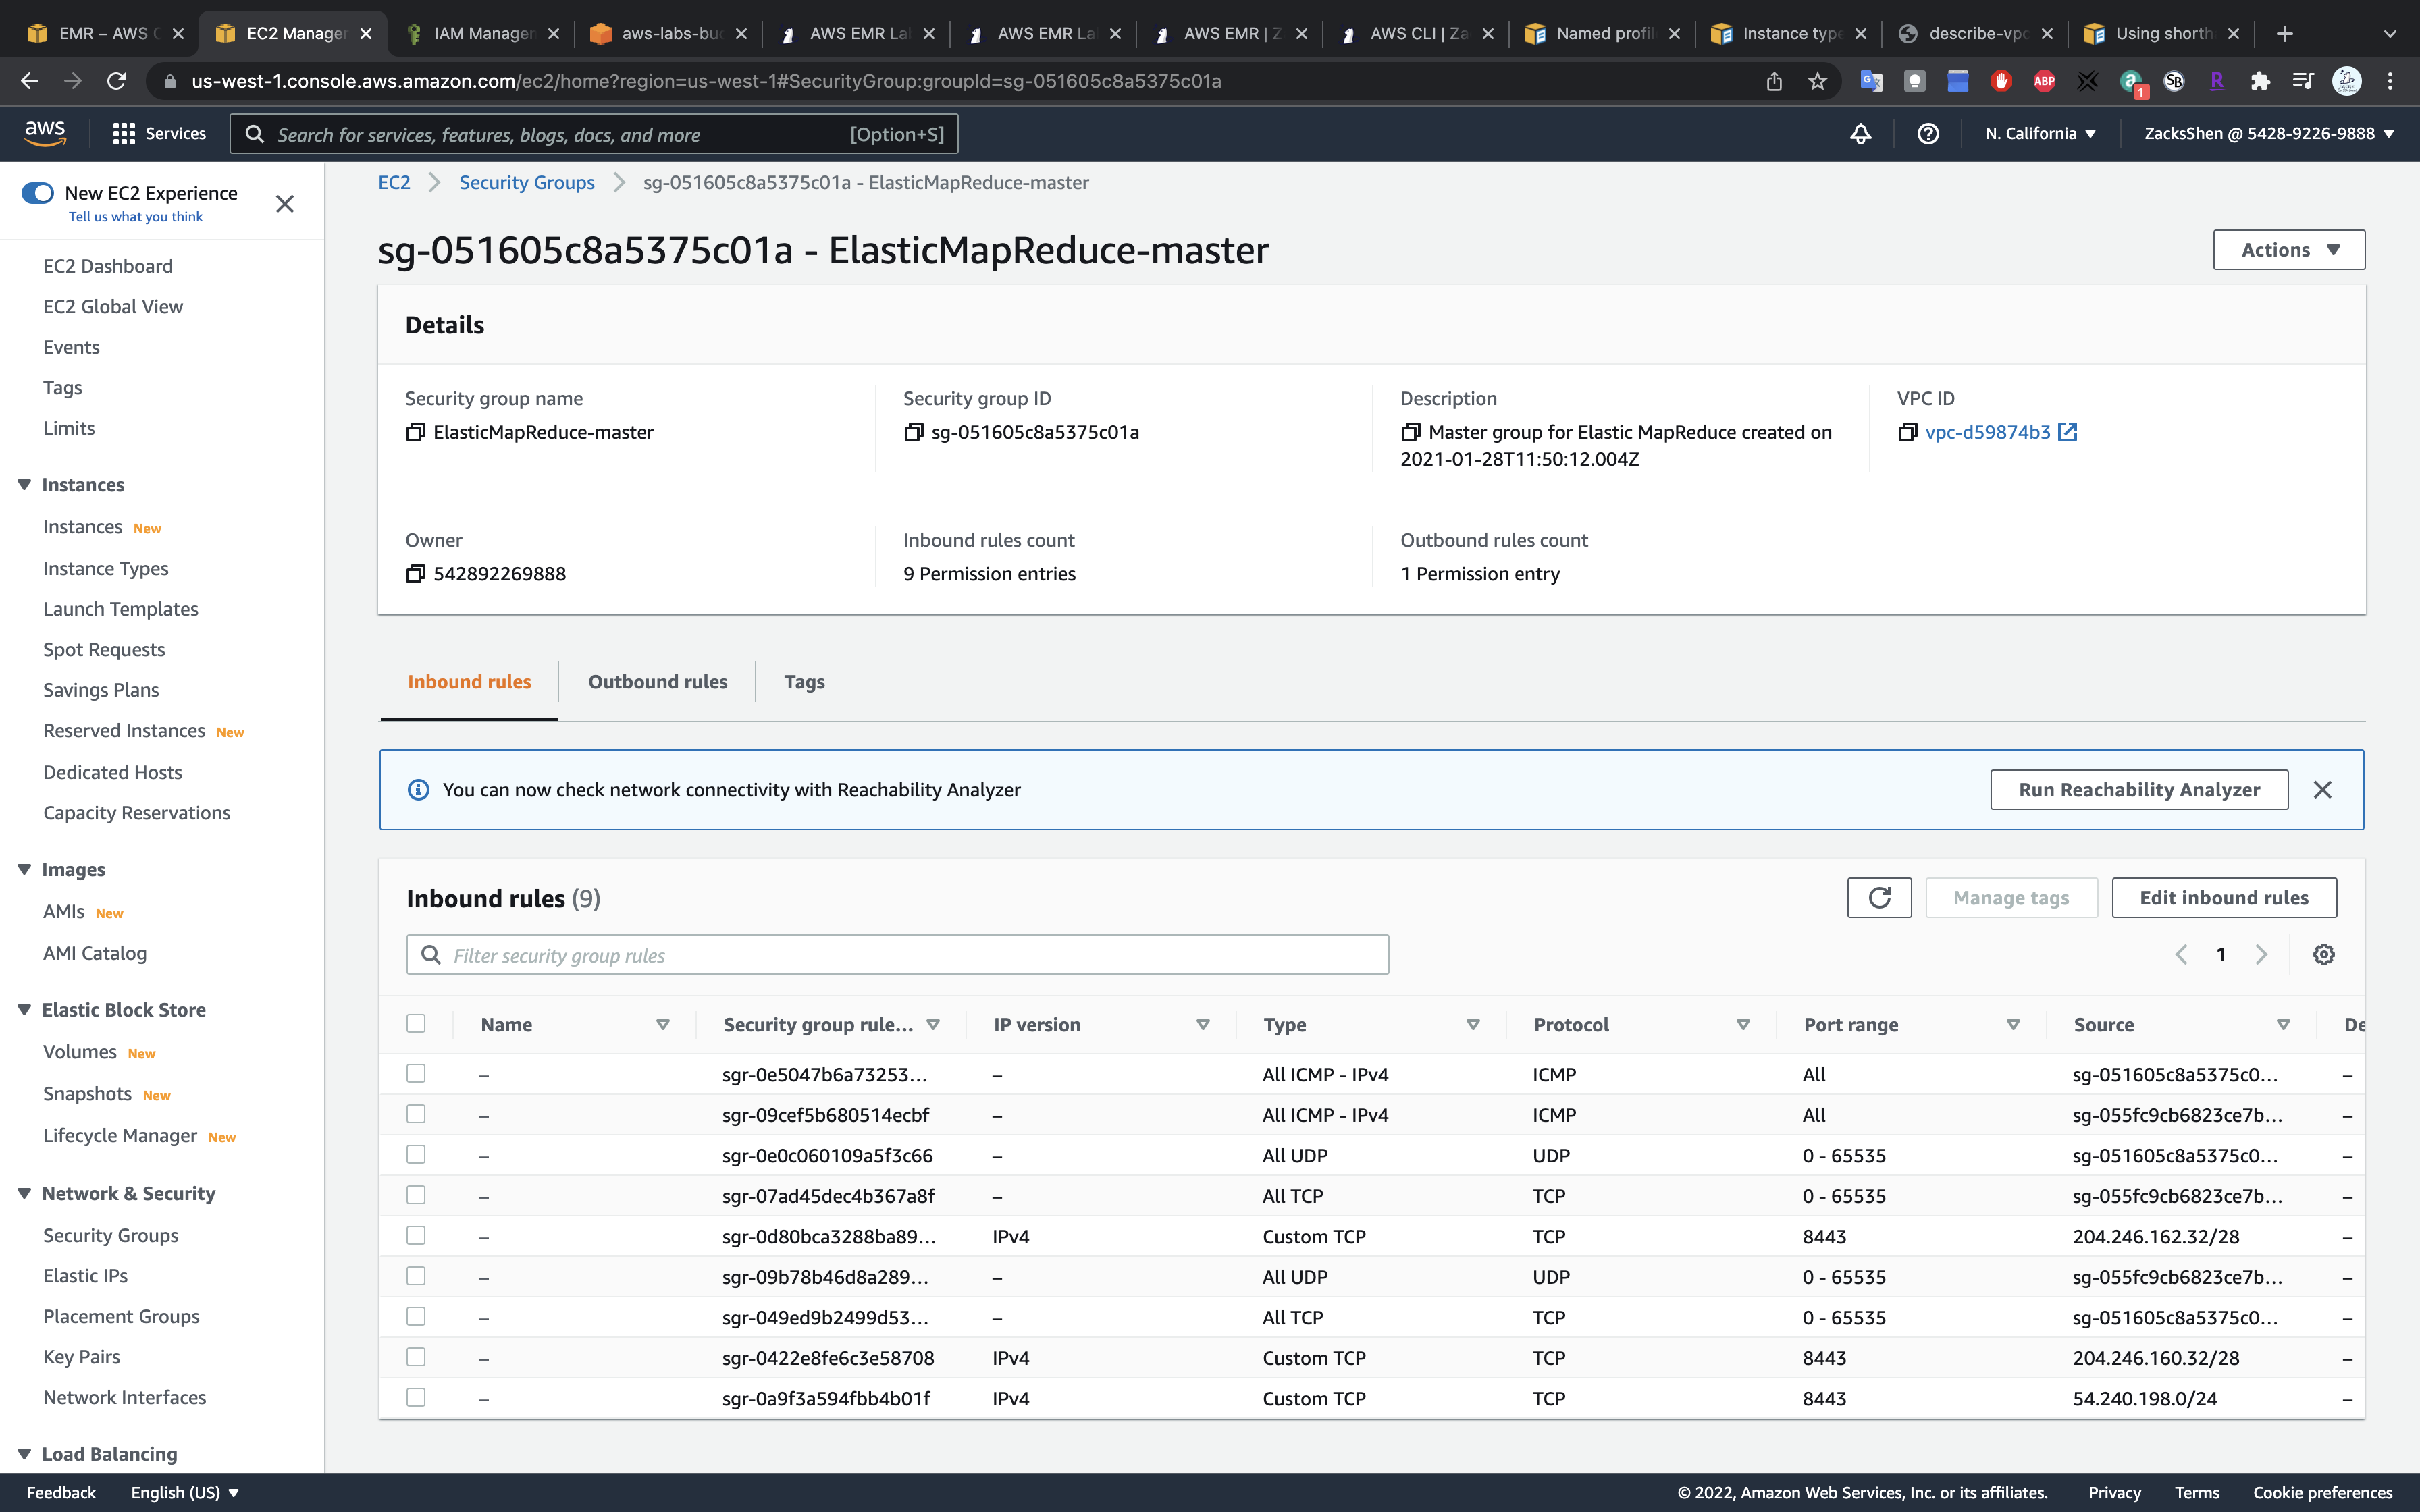 EMR – AWS C
EC2 Manager
IAM Manager
aws-labs-buc
AWS EMR La
AWS EMR La
AWS EMR | Z
AWS CLI | Za
Named profil
Instance type
describe-vpc
Using shorth
us-west-1.console.aws.amazon.com/ec2/home?region=us-west-1#SecurityGroup:groupId=sg-051605c8a5375c01a
ABP
1
SB
R
aws
Services
Search for services, features, blogs, docs, and more
[Option+S]
N. California
ZacksShen @ 5428-9226-9888
New EC2 Experience
Tell us what you think
EC2 Dashboard
EC2 Global View
Events
Tags
Limits
Instances
Instances New
Instance Types
Launch Templates
Spot Requests
Savings Plans
Reserved Instances New
Dedicated Hosts
Capacity Reservations
Images
AMIs New
AMI Catalog
Elastic Block Store
Volumes New
Snapshots New
Lifecycle Manager New
Network & Security
Security Groups
Elastic IPs
Placement Groups
Key Pairs
Network Interfaces
Load Balancing
EC2 > Security Groups > sg-051605c8a5375c01a - ElasticMapReduce-master
sg-051605c8a5375c01a - ElasticMapReduce-master
Actions
Details
Security group name
ElasticMapReduce-master
Security group ID
sg-051605c8a5375c01a
Description
Master group for Elastic MapReduce created on
2021-01-28T11:50:12.004Z
VPC ID
vpc-d59874b3
Owner
542892269888
Inbound rules count
9 Permission entries
Outbound rules count
1 Permission entry
Inbound rules
Outbound rules
Tags
You can now check network connectivity with Reachability Analyzer
Run Reachability Analyzer
Inbound rules (9)
Manage tags
Edit inbound rules
Filter security group rules
1
Name Security group rule... IP version Type Protocol Port range Source De
– sgr-0e5047b6a73253... – All ICMP - IPv4 ICMP All sg-051605c8a5375c0... –
– sgr-09cef5b680514ecbf – All ICMP - IPv4 ICMP All sg-055fc9cb6823ce7b... –
– sgr-0e0c060109a5f3c66 – All UDP UDP 0 - 65535 sg-051605c8a5375c0... –
– sgr-07ad45dec4b367a8f – All TCP TCP 0 - 65535 sg-055fc9cb6823ce7b... –
– sgr-0d80bca3288ba89... IPv4 Custom TCP TCP 8443 204.246.162.32/28 –
– sgr-09b78b46d8a289... – All UDP UDP 0 - 65535 sg-055fc9cb6823ce7b... –
– sgr-049ed9b2499d53... – All TCP TCP 0 - 65535 sg-051605c8a5375c0... –
– sgr-0422e8fe6c3e58708 IPv4 Custom TCP TCP 8443 204.246.160.32/28 –
– sgr-0a9f3a594fbb4b01f IPv4 Custom TCP TCP 8443 54.240.198.0/24 –
Feedback
English (US)
© 2022, Amazon Web Services, Inc. or its affiliates.
Privacy
Terms
Cookie preferences